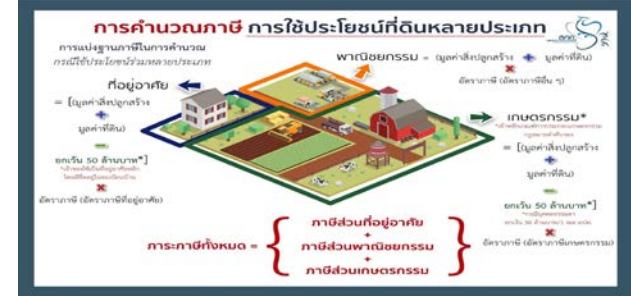 การคำนวณภาษี การใช้ประโยชน์ที่ดินหลายประเภท
การแบ่งฐานภาษีในการคำนวณ
กรณีใช้ประโยชน์ร่วมหลายประเภท
พาณิชยกรรม = (มูลค่าสิ่งปลูกสร้าง + มูลค่าที่ดิน)
×
อัตราภาษี (อัตราภาษีอื่น ๆ)
ที่อยู่อาศัย
= [(มูลค่าสิ่งปลูกสร้าง
+
มูลค่าที่ดิน)
-
ยกเว้น 50 ล้านบาท*]
×
อัตราภาษี (อัตราภาษีที่อยู่อาศัย)
เกษตรกรรม*
= [(มูลค่าสิ่งปลูกสร้าง
+
มูลค่าที่ดิน)
-
ยกเว้น 50 ล้านบาท*]
×
อัตราภาษี (อัตราภาษีเกษตรกรรม)
ภาระภาษีทั้งหมด = { ภาษีส่วนที่อยู่อาศัย
+
ภาษีส่วนพาณิชยกรรม
+
ภาษีส่วนเกษตรกรรม }